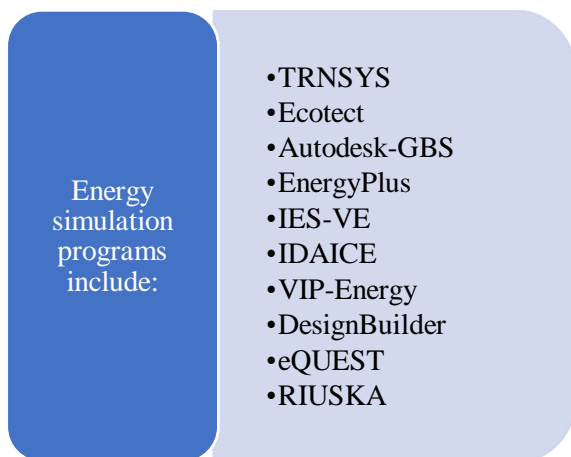 Energy
simulation
programs
include:
•TRNSYS
•Ecotect
•Autodesk-GBS
•EnergyPlus
•IES-VE
•IDAICE
•VIP-Energy
•DesignBuilder
•eQUEST
•RIUSKA